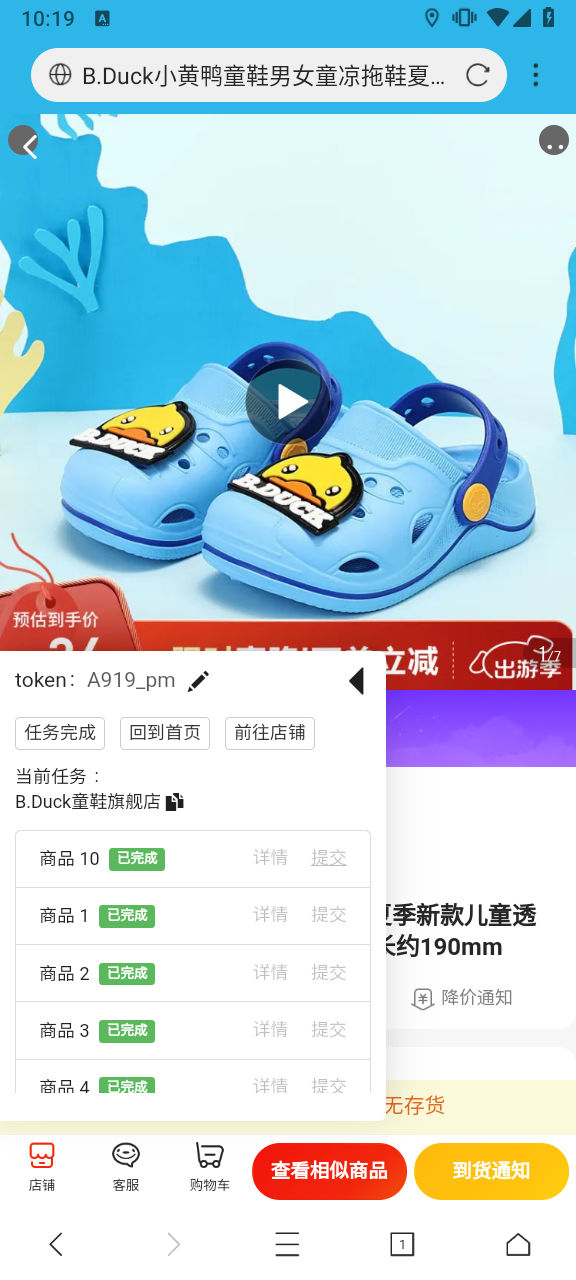 10:19
A
B.Duck小黄鸭童鞋男女童凉拖鞋夏...
B.DUCK
B.DUCK
预估到手价
1/7
立减
出游季
token: A919_pm
任务完成 回到首页 前往店铺
当前任务：
B.Duck童鞋旗舰店
商品 10 已完成 详情 提交
商品 1 已完成 详情 提交
商品 2 已完成 详情 提交
商品 3 已完成 详情 提交
商品 4 已完成 详情 提交
夏季新款儿童透
长约190mm
降价通知
无存货
店铺 客服 购物车 查看相似商品 到货通知
1